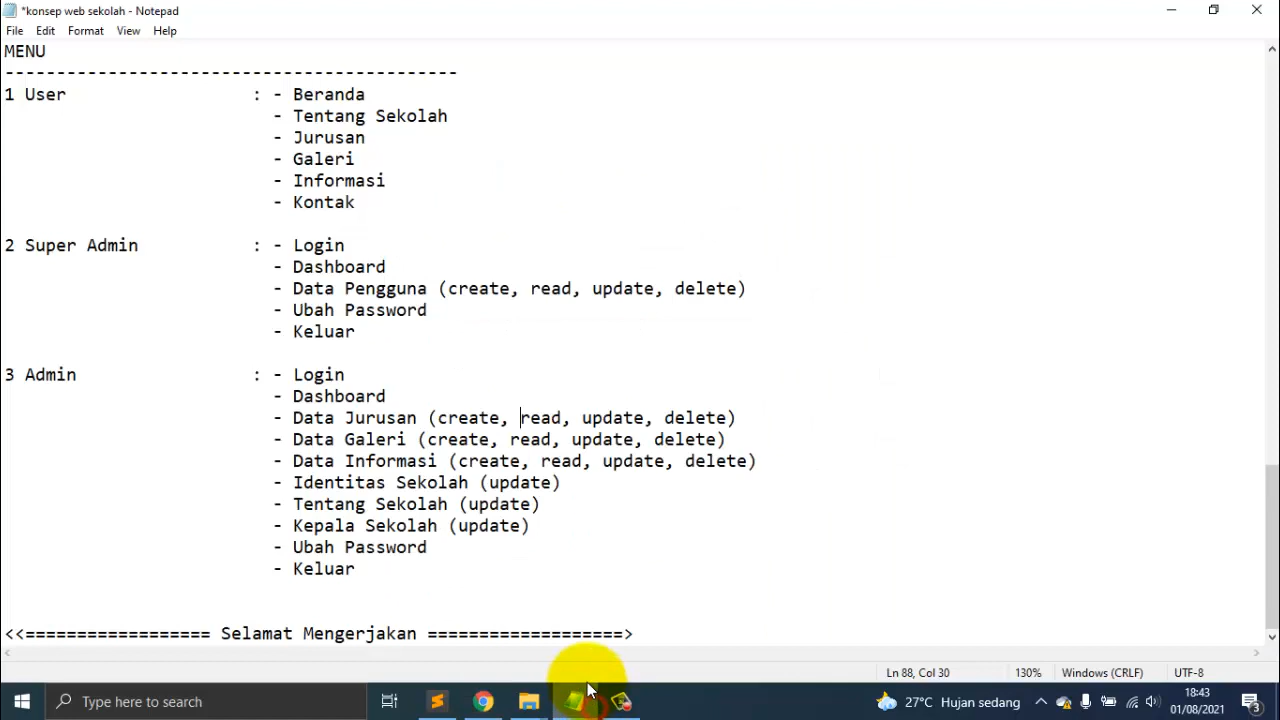 *konsep web sekolah - Notepad
File Edit Format View Help
MENU
--------------------------------------------
1 User : - Beranda
- Tentang Sekolah
- Jurusan
- Galeri
- Informasi
- Kontak
2 Super Admin : - Login
- Dashboard
- Data Pengguna (create, read, update, delete)
- Ubah Password
- Keluar
3 Admin : - Login
- Dashboard
- Data Jurusan (create, read, update, delete)
- Data Galeri (create, read, update, delete)
- Data Informasi (create, read, update, delete)
- Identitas Sekolah (update)
- Tentang Sekolah (update)
- Kepala Sekolah (update)
- Ubah Password
- Keluar
<<================== Selamat Mengerjakan ===================>
Ln 88, Col 30 130% Windows (CRLF) UTF-8
Type here to search 27°C Hujan sedang 18:43
01/08/2021 3